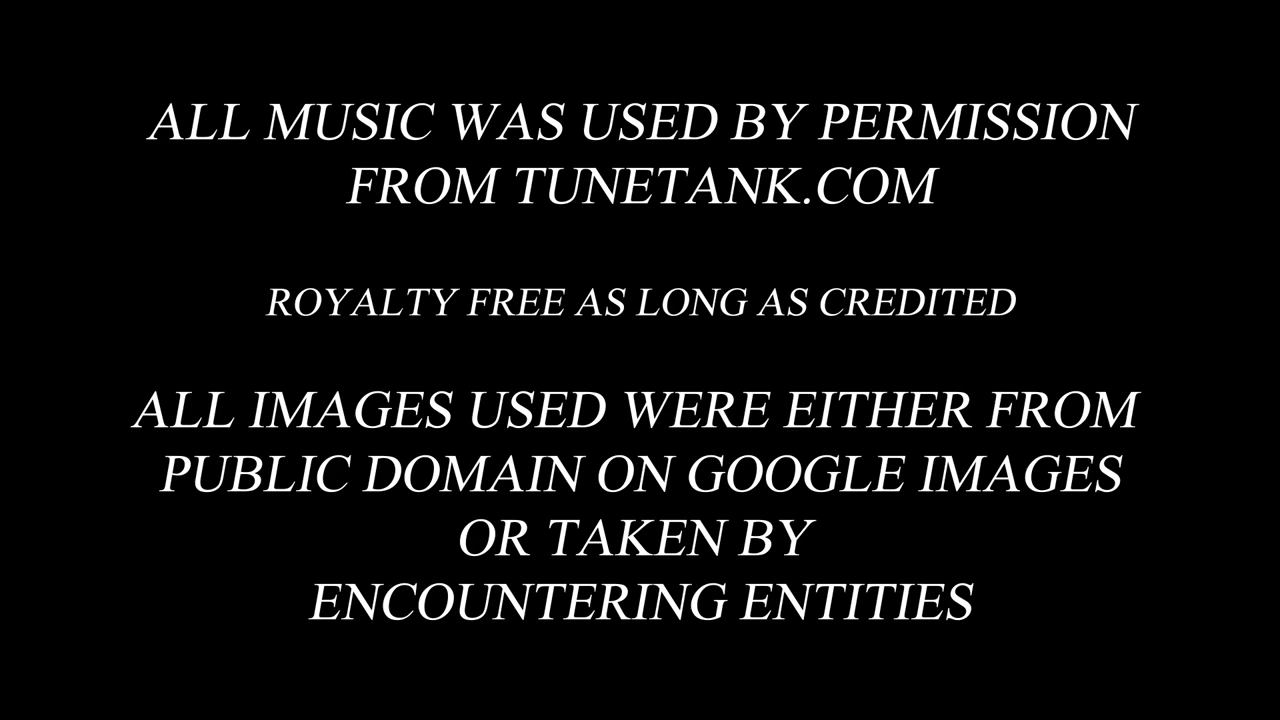 ALL MUSIC WAS USED BY PERMISSION
FROM TUNETANK.COM
ROYALTY FREE AS LONG AS CREDITED
ALL IMAGES USED WERE EITHER FROM
PUBLIC DOMAIN ON GOOGLE IMAGES
OR TAKEN BY
ENCOUNTERING ENTITIES